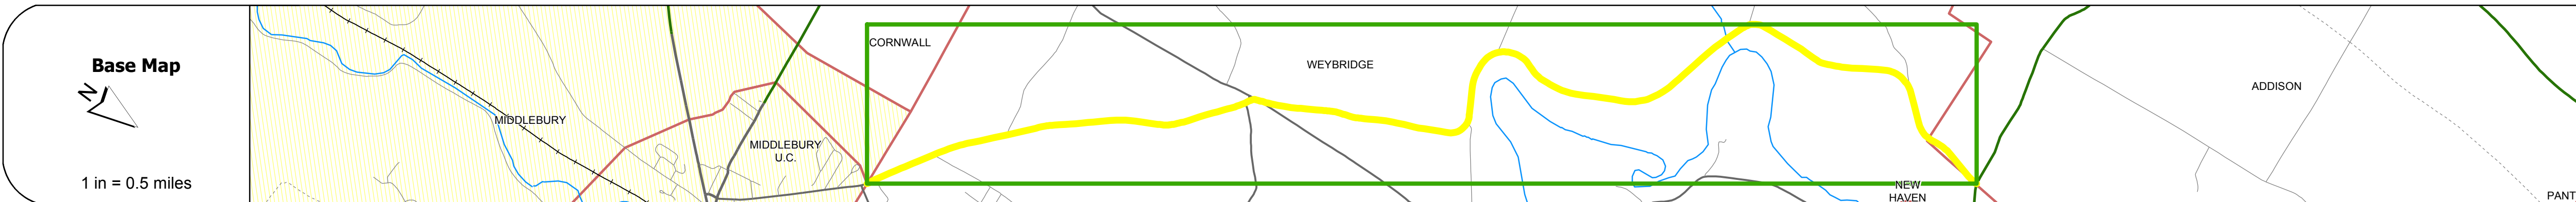 Base Map
N
1 in = 0.5 miles
MIDDLEBURY
MIDDLEBURY
U.C.
CORNWALL
WEYBRIDGE
NEW
HAVEN
ADDISON
PANT